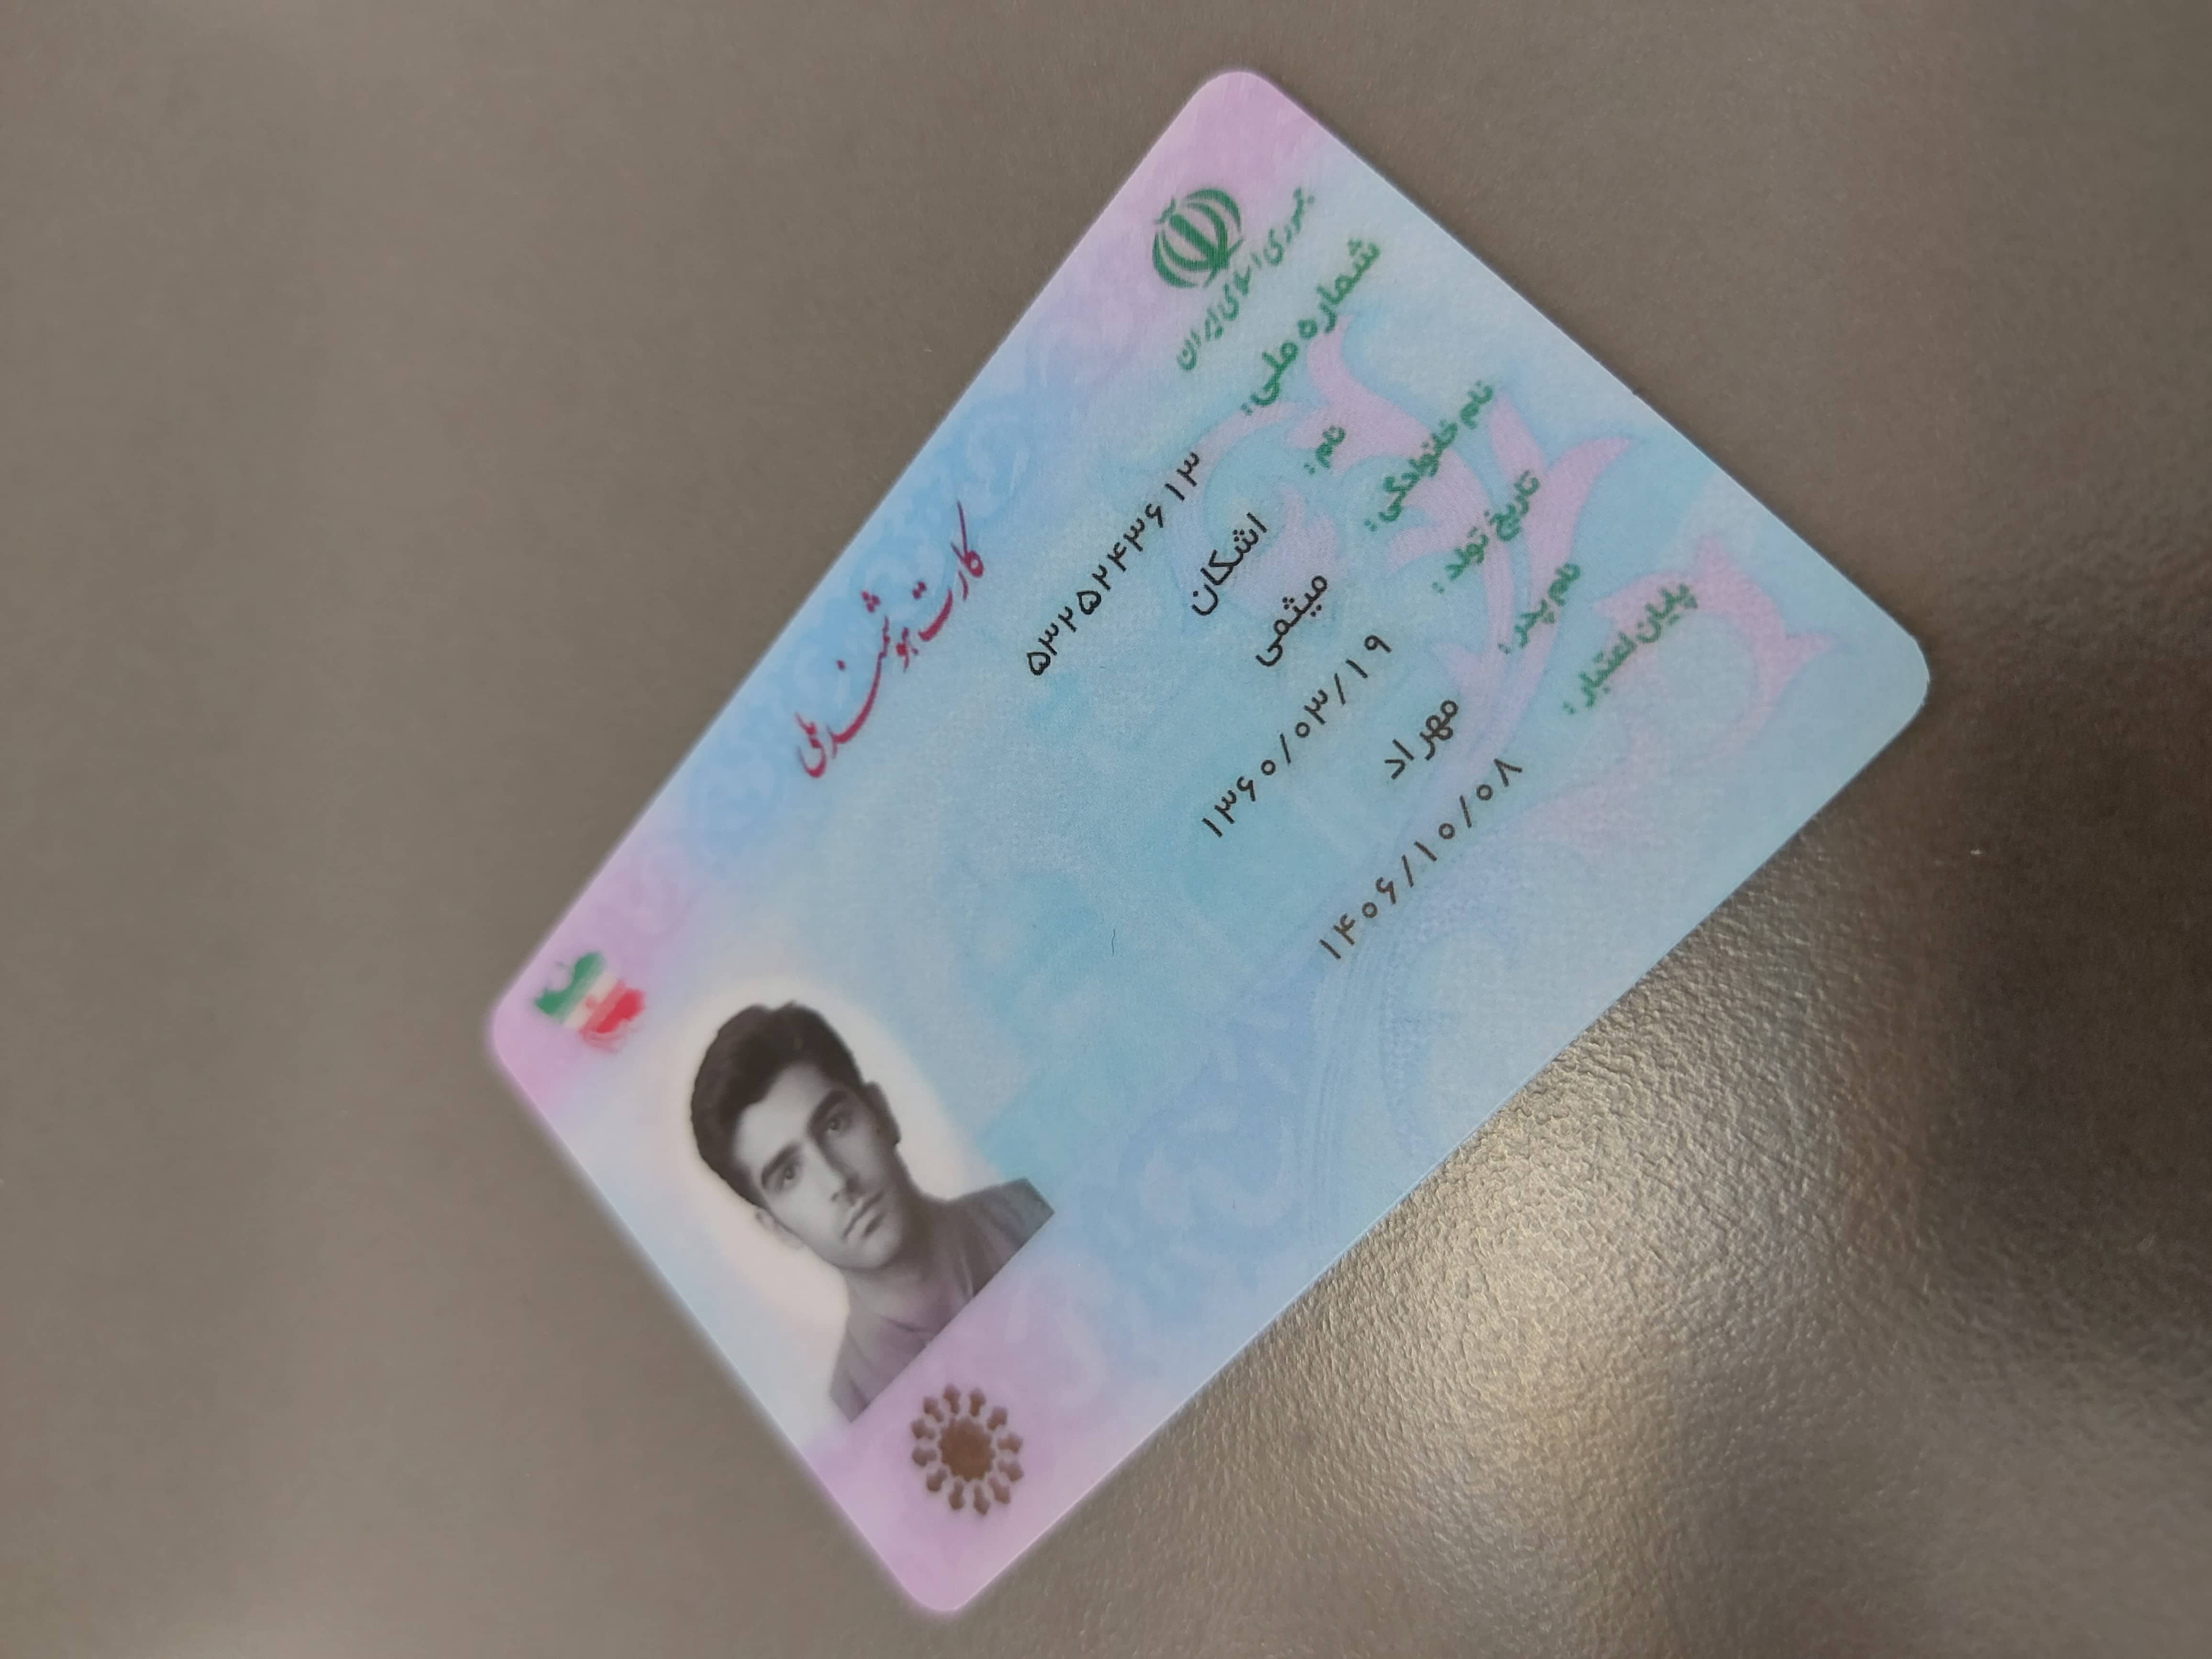 جمهوری اسلامی ایران
کارت هوشمند ملی
شماره ملی: ۵۳۲۵۲۴۳۶۱۳
نام: اشکان
نام خانوادگی: میثمی
تاریخ تولد: ۱۳۶۰/۰۳/۱۹
نام پدر: مهراد
پایان اعتبار: ۱۴۰۶/۱۰/۰۸